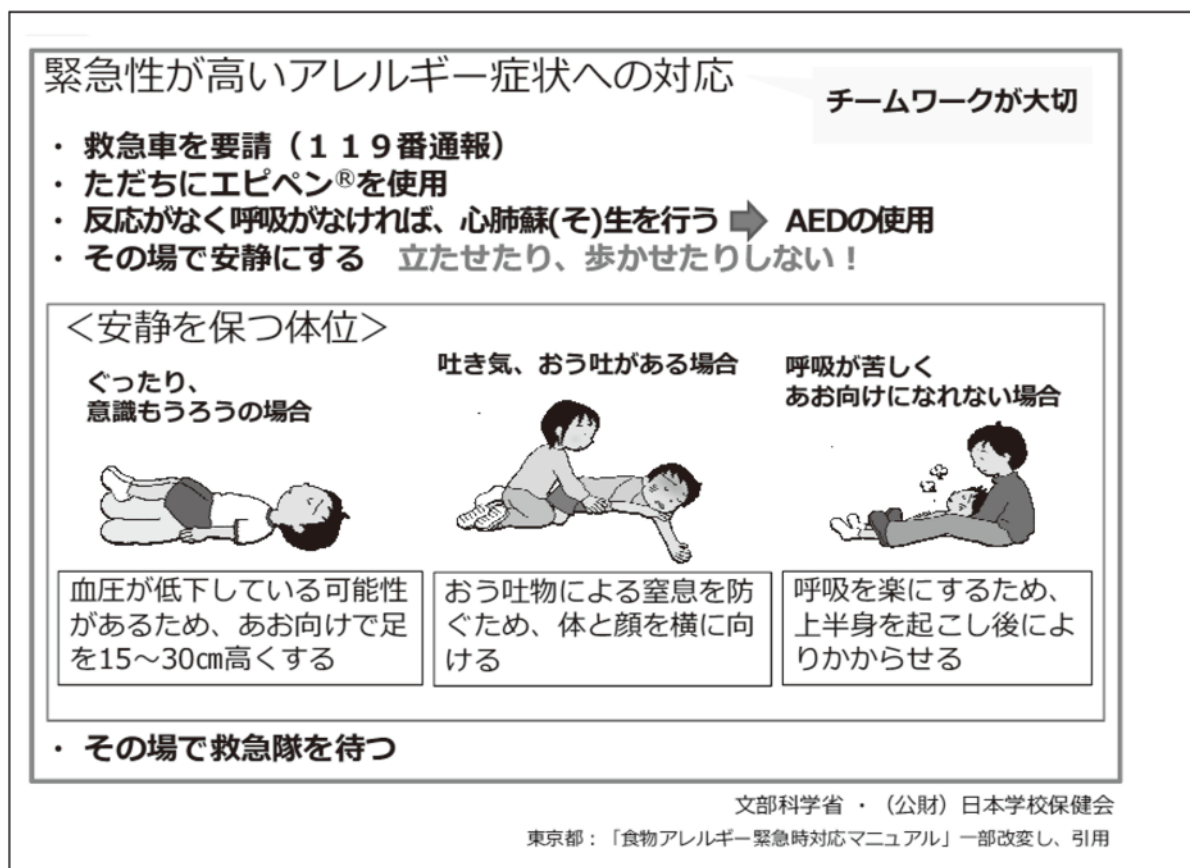 緊急性が高いアレルギー症状への対応
チームワークが大切
・ 救急車を要請（１１９番通報）
・ ただちにエピペン®を使用
・ 反応がなく呼吸がなければ、心肺蘇(そ)生を行う ➡ AEDの使用
・ その場で安静にする 立たせたり、歩かせたりしない！
＜安静を保つ体位＞
ぐったり、
意識もうろうの場合
血圧が低下している可能性
があるため、あお向けで足
を15～30㎝高くする
吐き気、おう吐がある場合
おう吐物による窒息を防
ぐため、体と顔を横に向
ける
呼吸が苦しく
あお向けになれない場合
呼吸を楽にするため、
上半身を起こし後によ
りかからせる
・ その場で救急隊を待つ
文部科学省 ・（公財）日本学校保健会
東京都：「食物アレルギー緊急時対応マニュアル」一部改変し、引用